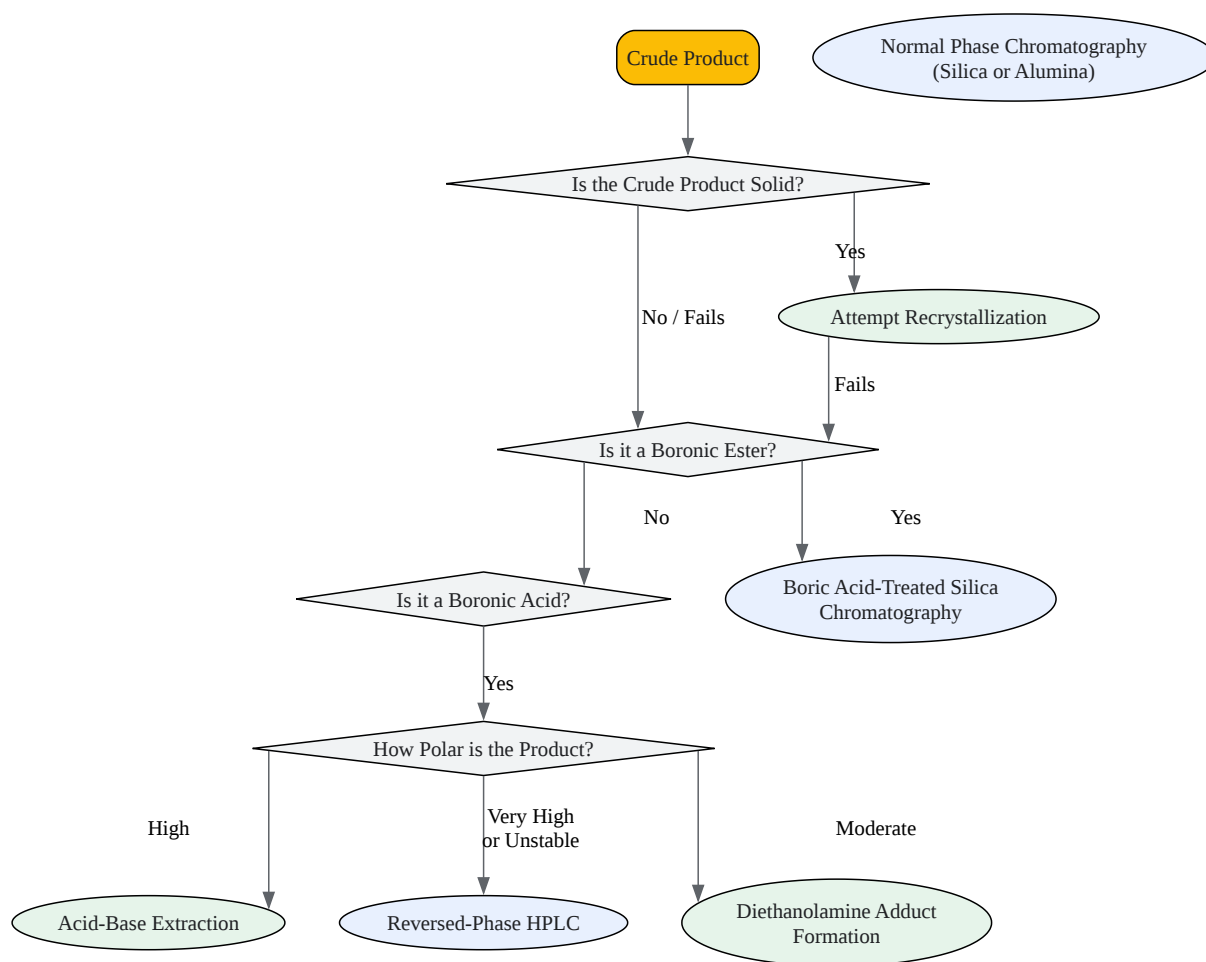 Crude Product
Normal Phase Chromatography
(Silica or Alumina)
Is the Crude Product Solid?
Yes
No / Fails
Attempt Recrystallization
Fails
Is it a Boronic Ester?
No
Yes
Is it a Boronic Acid?
Boric Acid-Treated Silica
Chromatography
Yes
How Polar is the Product?
High
Very High
or Unstable
Moderate
Acid-Base Extraction
Reversed-Phase HPLC
Diethanolamine Adduct
Formation